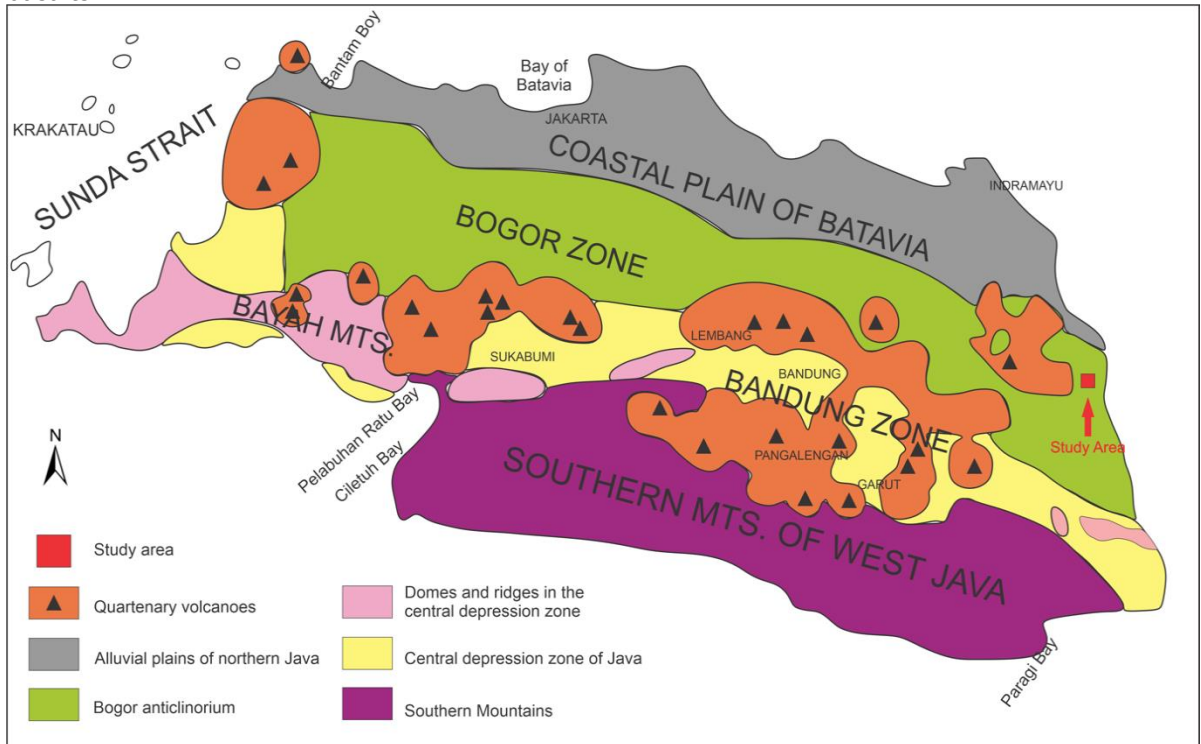 Bantam Boy
Bay of
Batavia
JAKARTA
KRAKATAU
SUNDA STRAIT
COASTAL PLAIN OF BATAVIA
INDRAMAYU
BOGOR ZONE
BAYAH MTS.
LEMBANG
SUKABUMI
BANDUNG
BANDUNG ZONE
Pelabuhan Ratu Bay
Ciletuh Bay
Study Area
N
PANGALENGAN
GARUT
SOUTHERN MTS. OF WEST JAVA
Paragi Bay
Study area
Quartenary volcanoes
Alluvial plains of northern Java
Bogor anticlinorium
Domes and ridges in the
central depression zone
Central depression zone of Java
Southern Mountains